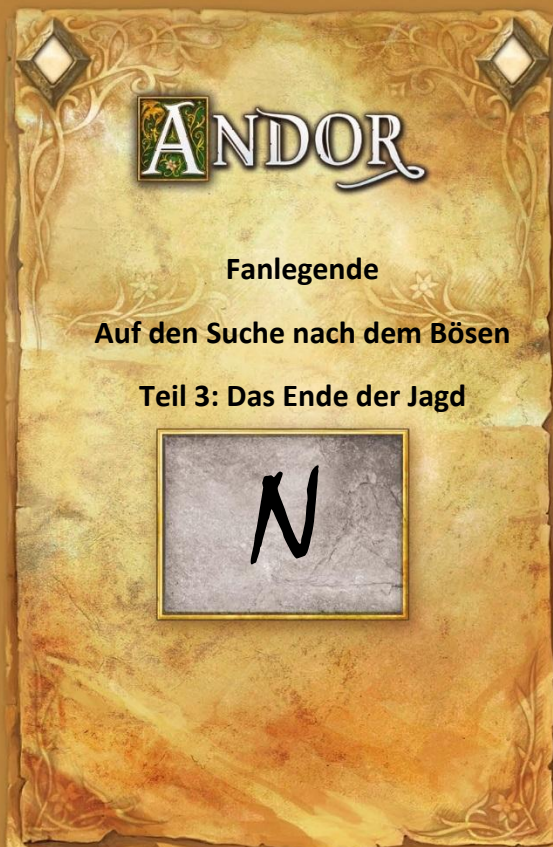 ANDOR
Fanlegende
Auf den Suche nach dem Bösen
Teil 3: Das Ende der Jagd
N